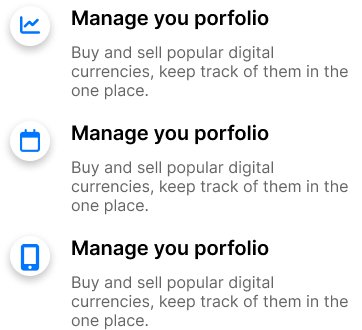 Manage you porfolio
Buy and sell popular digital
currencies, keep track of them in the
one place.
Manage you porfolio
Buy and sell popular digital
currencies, keep track of them in the
one place.
Manage you porfolio
Buy and sell popular digital
currencies, keep track of them in the
one place.